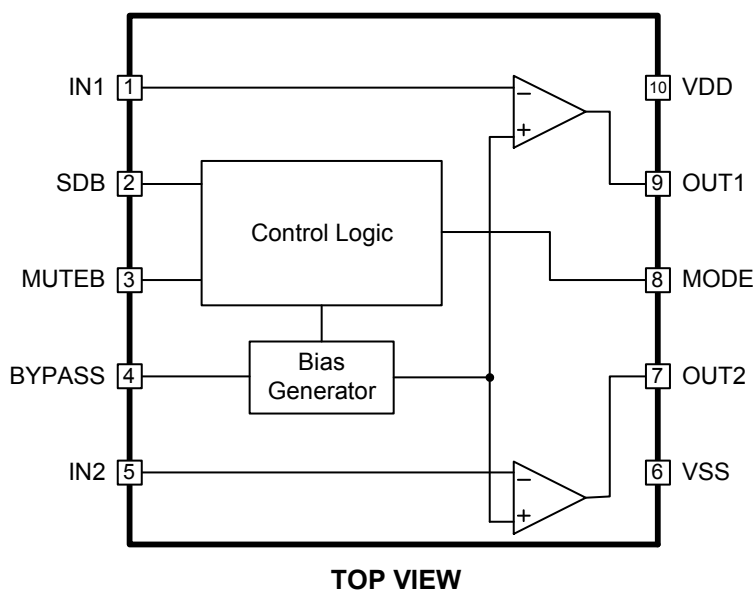 IN1
1
10
VDD
−
+
SDB
2
9
OUT1
Control Logic
MUTEB
3
8
MODE
BYPASS
4
Bias
Generator
7
OUT2
IN2
5
6
VSS
−
+
TOP VIEW